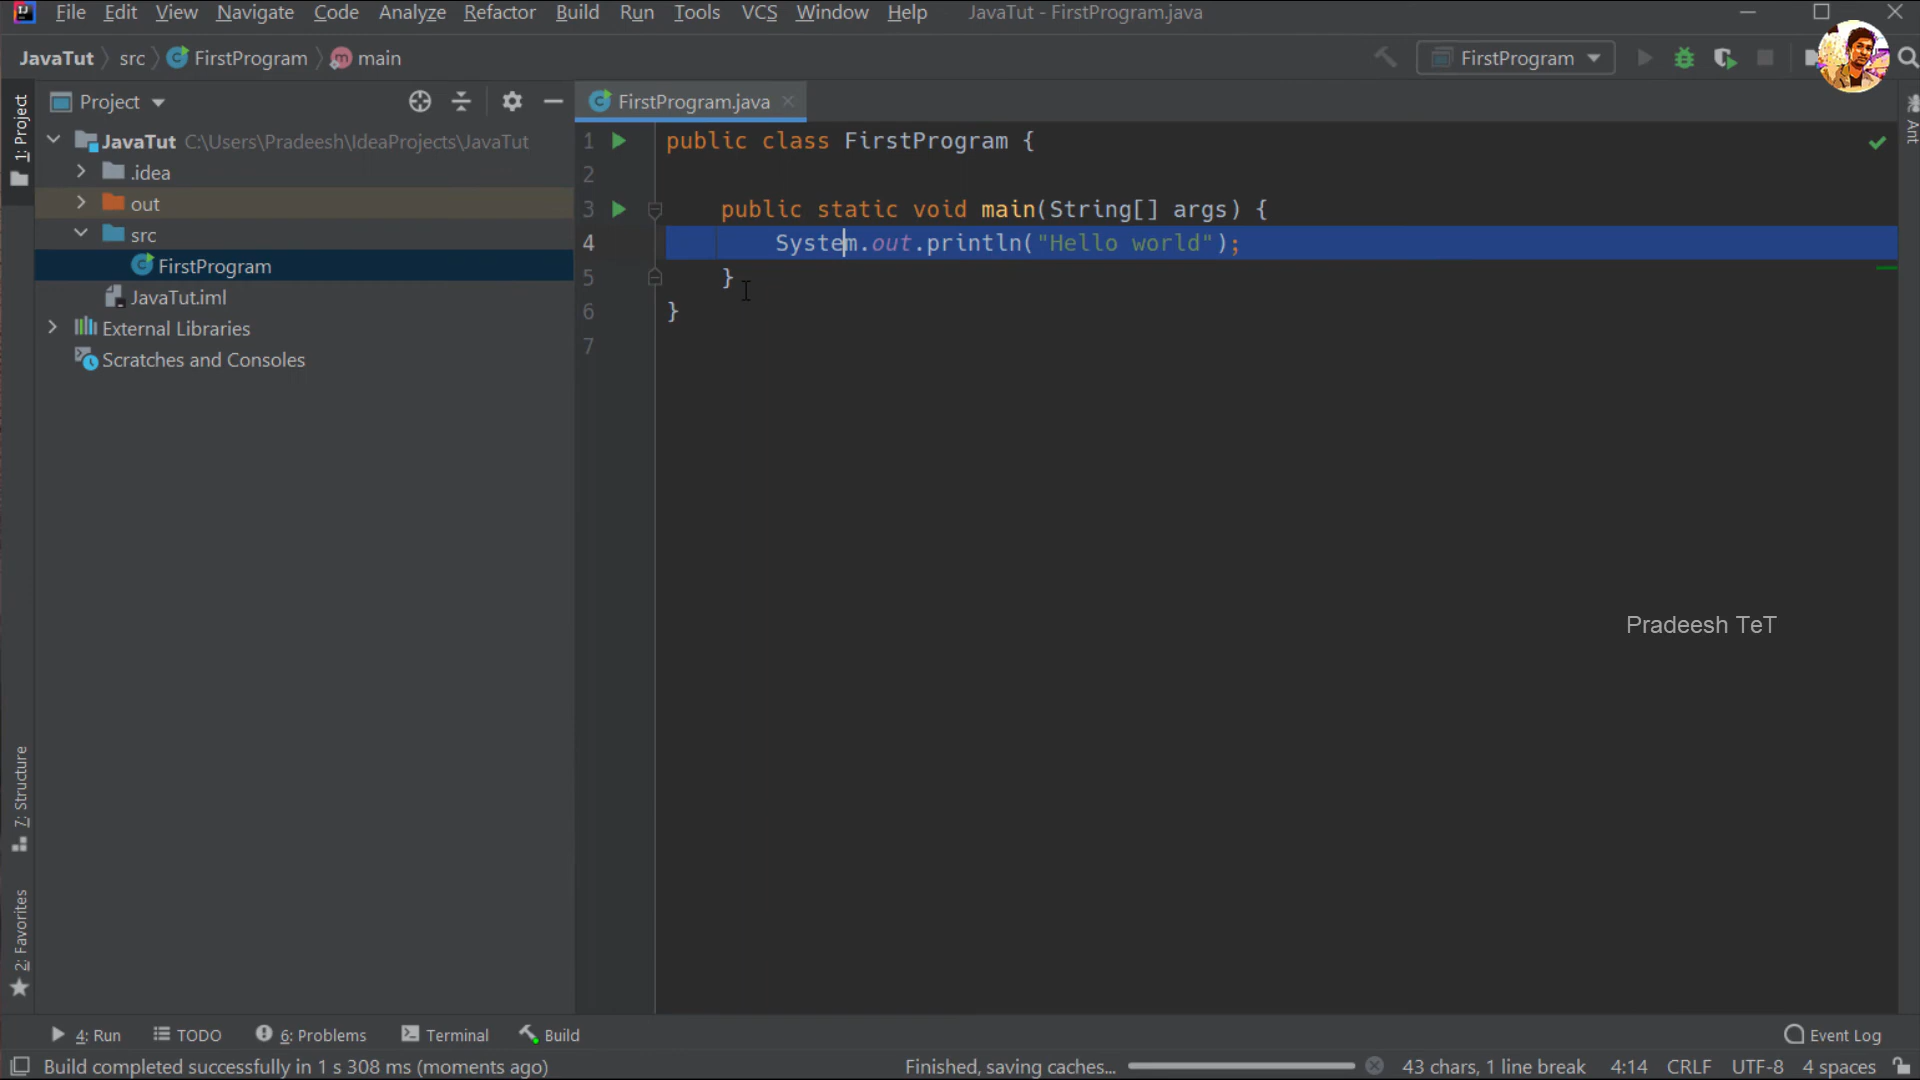 File Edit View Navigate Code Analyze Refactor Build Run Tools VCS Window Help JavaTut - FirstProgram.java
JavaTut src FirstProgram main FirstProgram
1: Project
Project
FirstProgram.java
JavaTut C:\Users\Pradeesh\IdeaProjects\JavaTut
.idea
out
src
FirstProgram
JavaTut.iml
External Libraries
Scratches and Consoles
1 public class FirstProgram {
2
3 public static void main(String[] args) {
4 System.out.println("Hello world");
5 }
6 }
7
Ant
Pradeesh TeT
7: Structure
2: Favorites
4: Run TODO 6: Problems Terminal Build Event Log
Build completed successfully in 1 s 308 ms (moments ago) Finished, saving caches... 43 chars, 1 line break 4:14 CRLF UTF-8 4 spaces